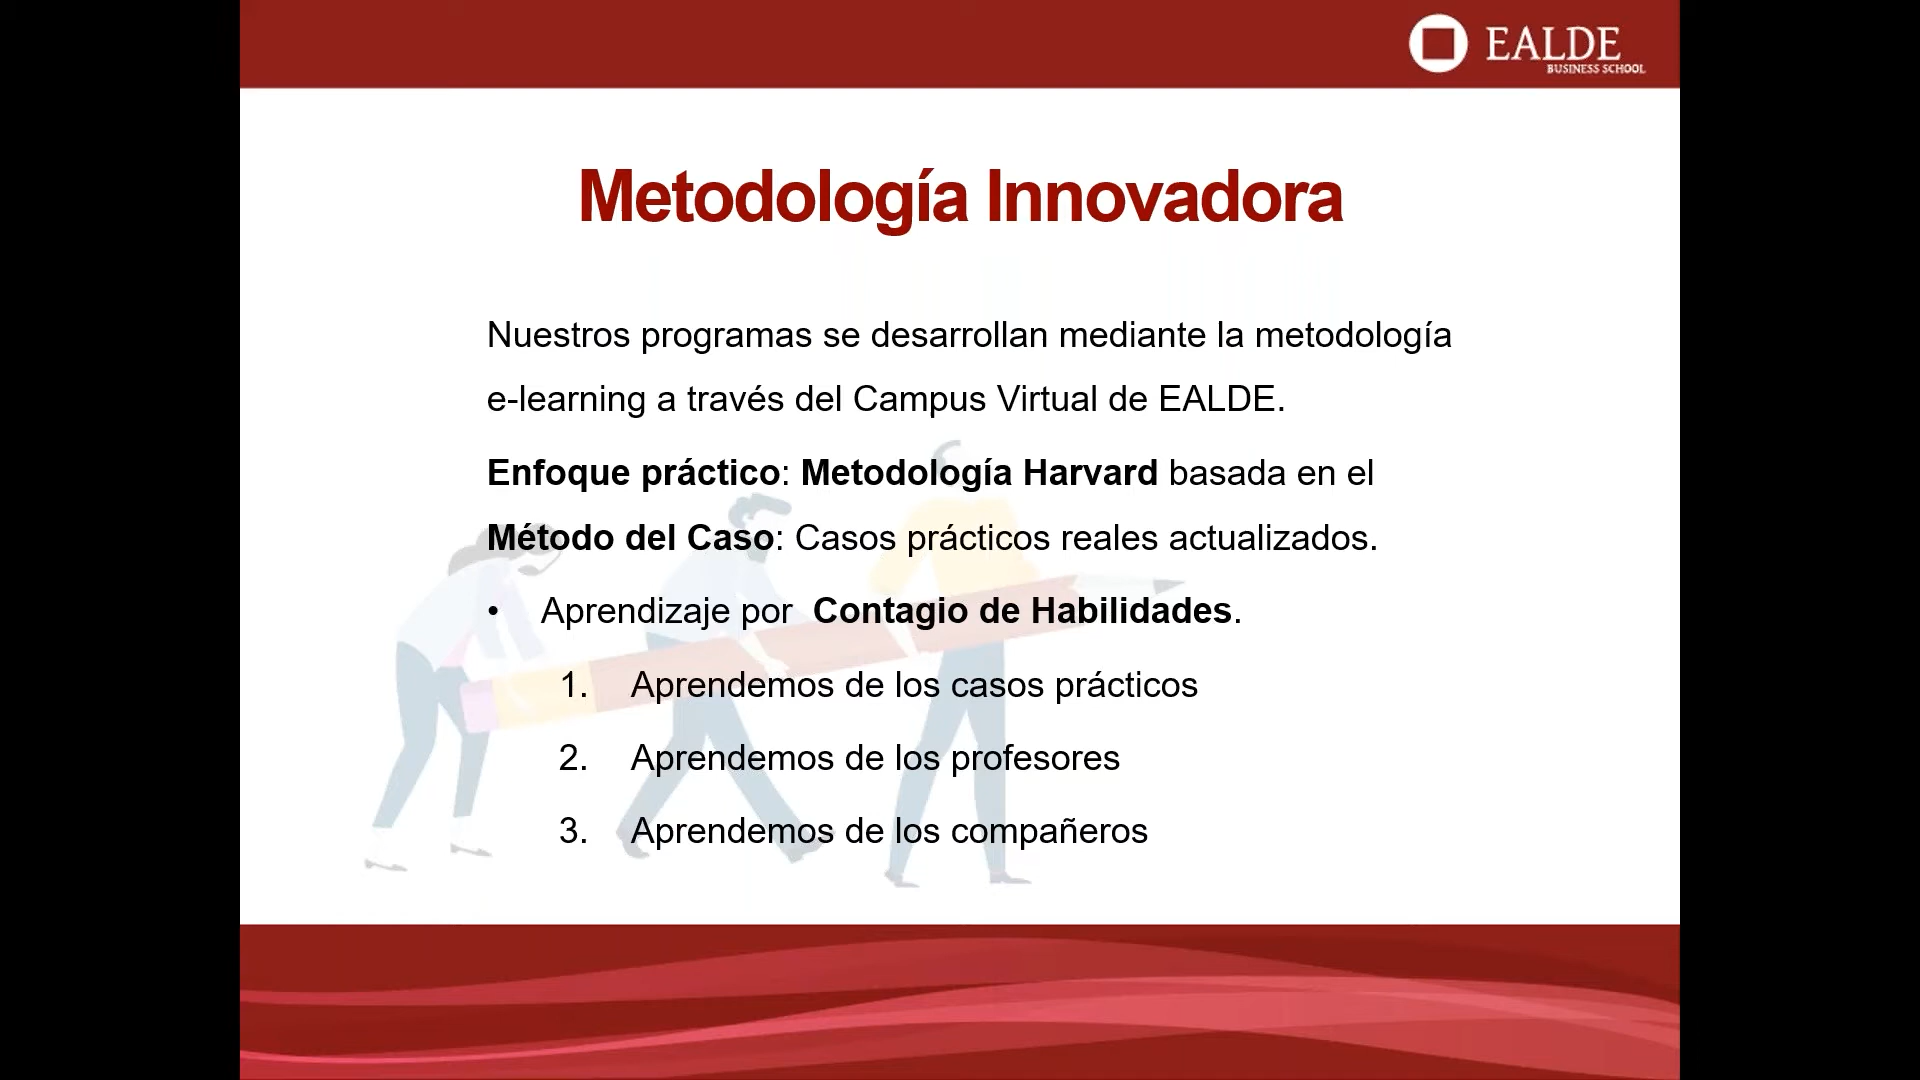 EALDE
BUSINESS SCHOOL
Metodología Innovadora
Nuestros programas se desarrollan mediante la metodología
e-learning a través del Campus Virtual de EALDE.
Enfoque práctico: Metodología Harvard basada en el
Método del Caso: Casos prácticos reales actualizados.
• Aprendizaje por Contagio de Habilidades.
1. Aprendemos de los casos prácticos
2. Aprendemos de los profesores
3. Aprendemos de los compañeros